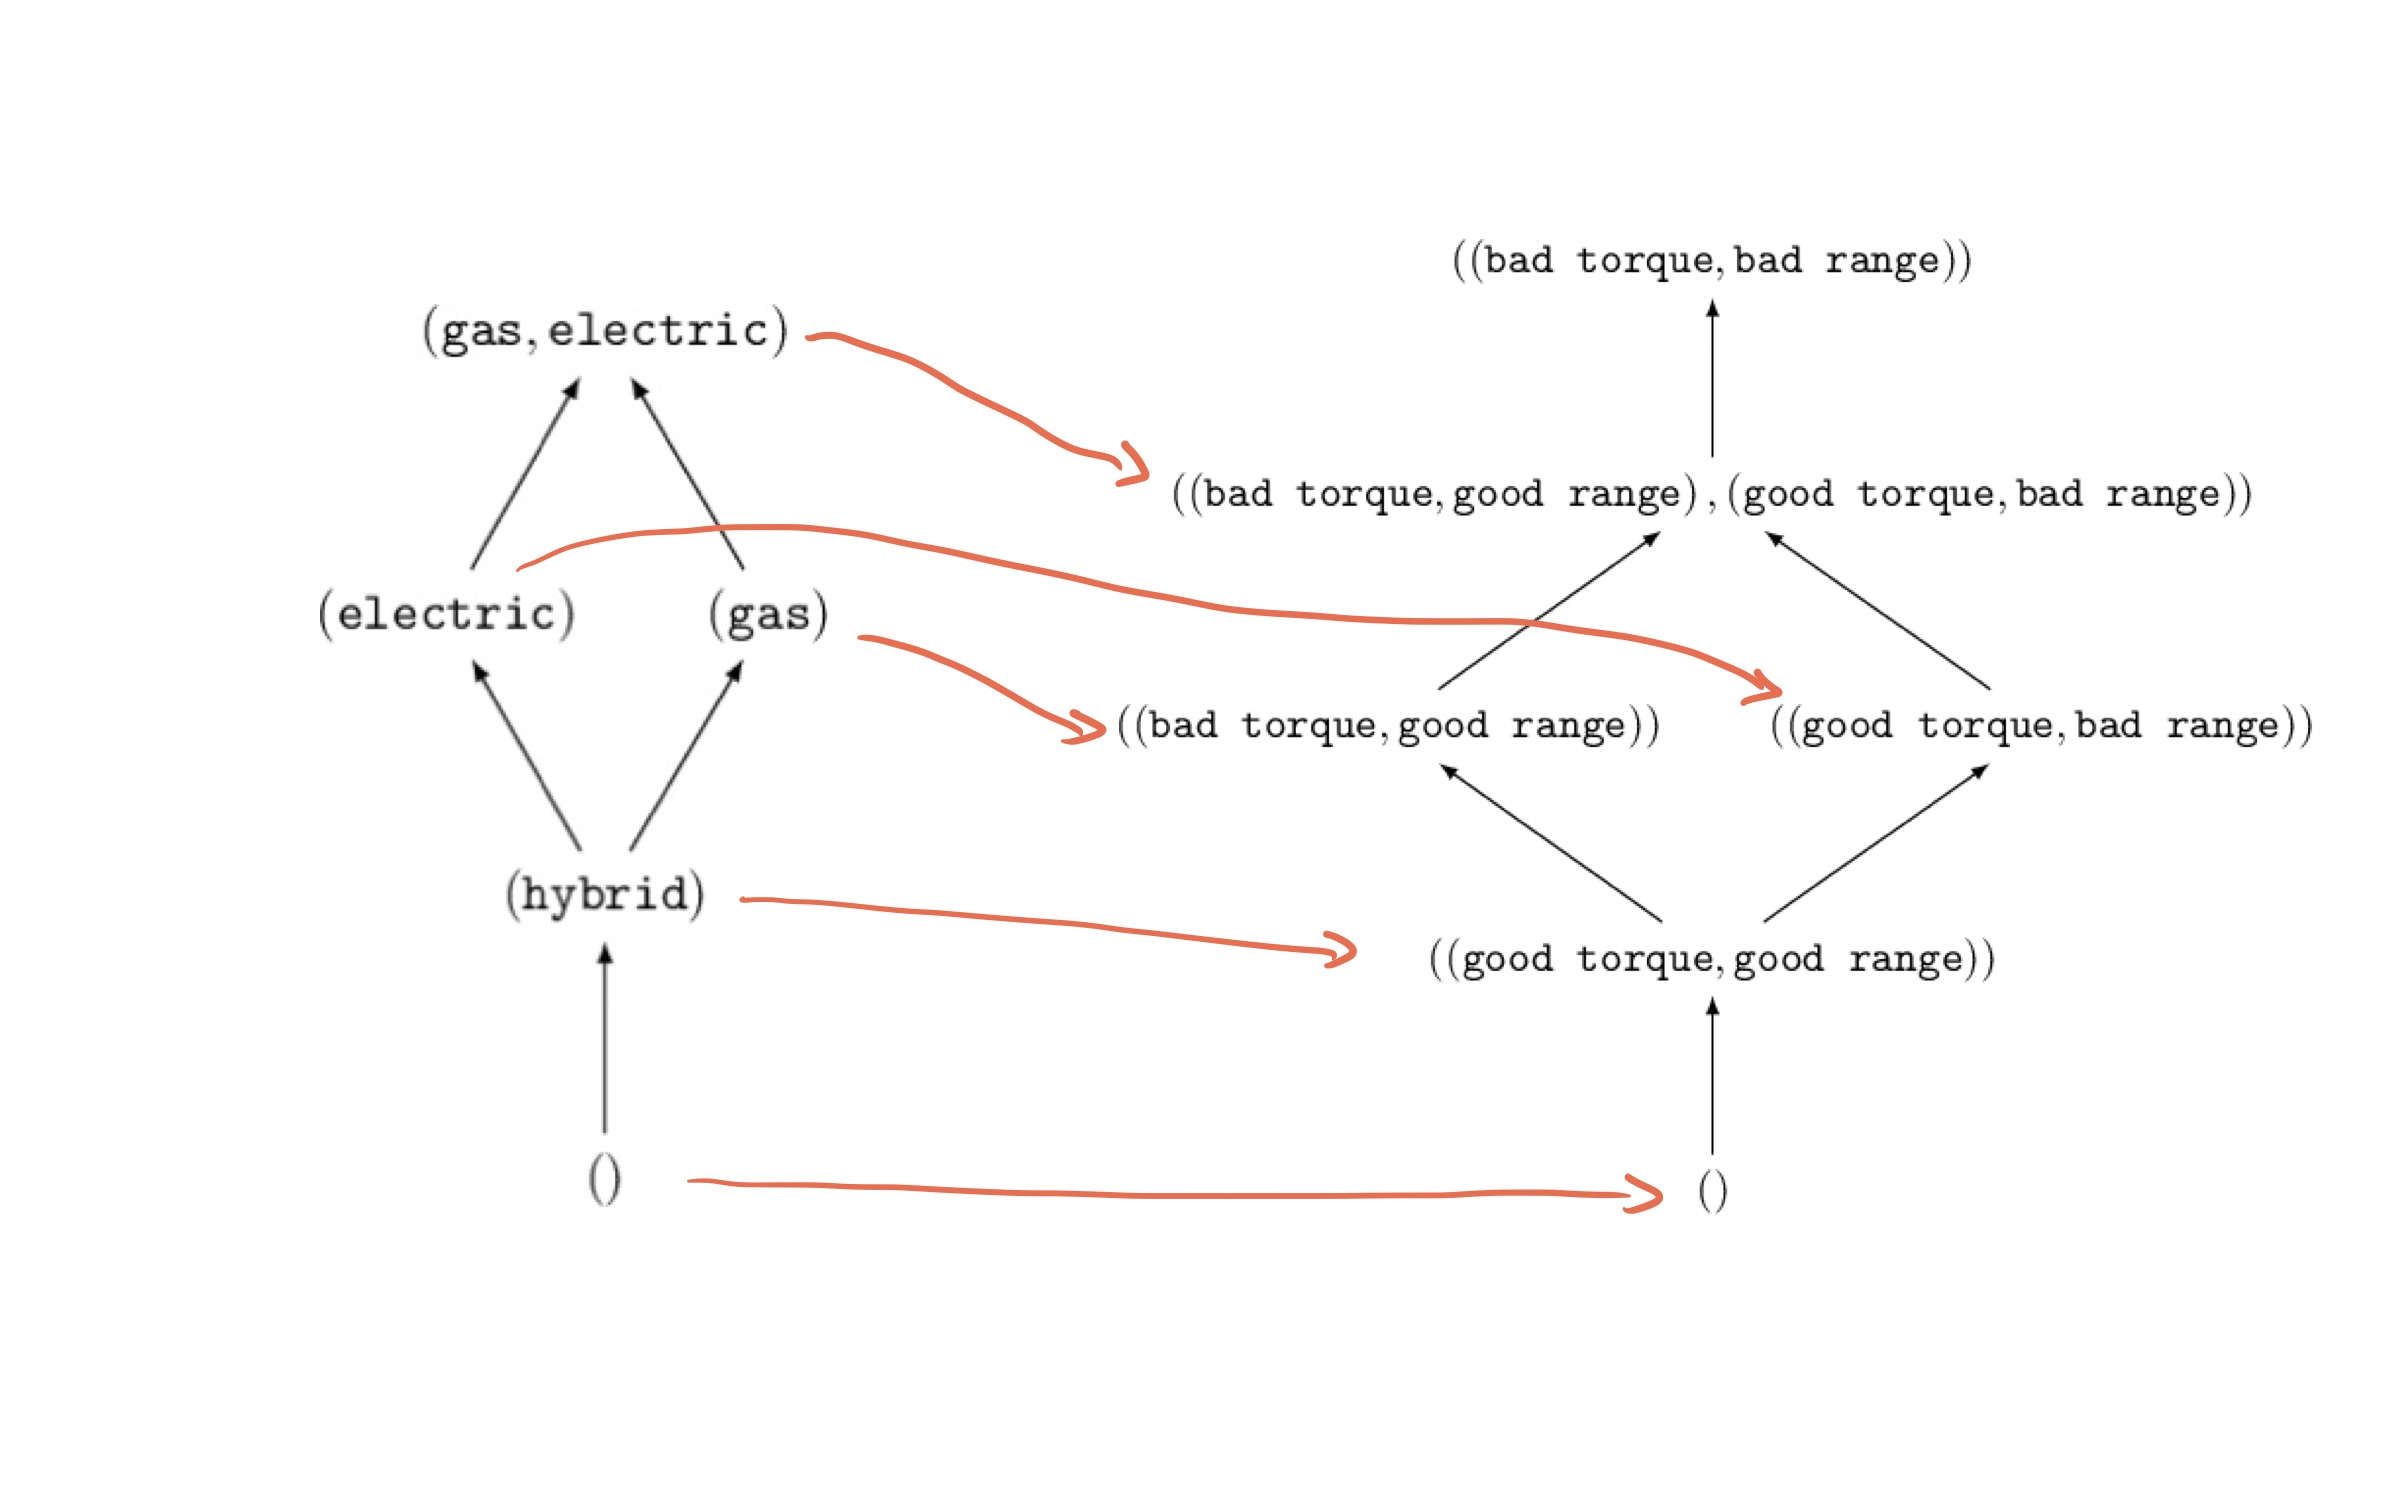 (gas,electric)
(electric)
(gas)
(hybrid)
()
((bad torque,bad range))
((bad torque,good range),(good torque,bad range))
((bad torque,good range))
((good torque,bad range))
((good torque,good range))
()